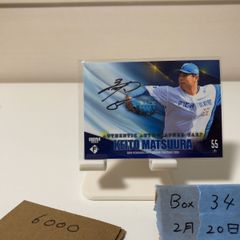 AUTHENTIC AUTOGRAPHED CARD
KEITO MATSUURA
55
6000
Box 34
2月20日